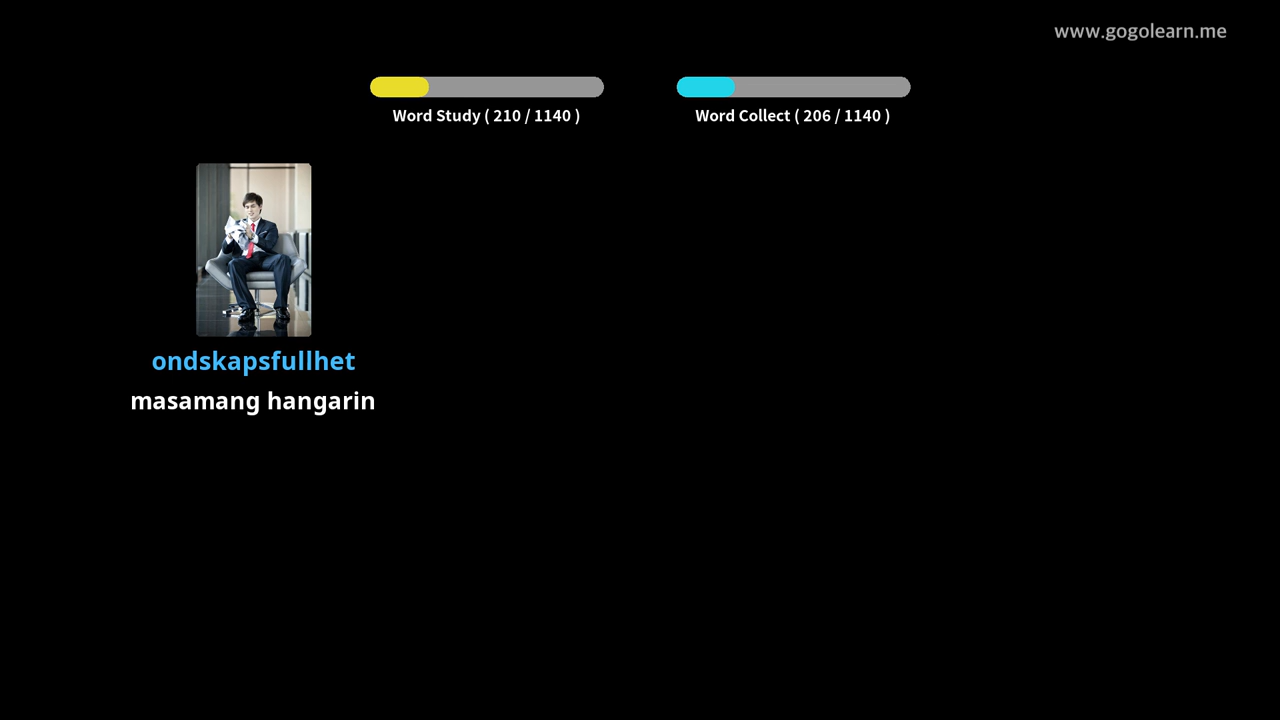 www.gogolearn.me
Word Study ( 210 / 1140 )
Word Collect ( 206 / 1140 )
ondskapsfullhet
masamang hangarin